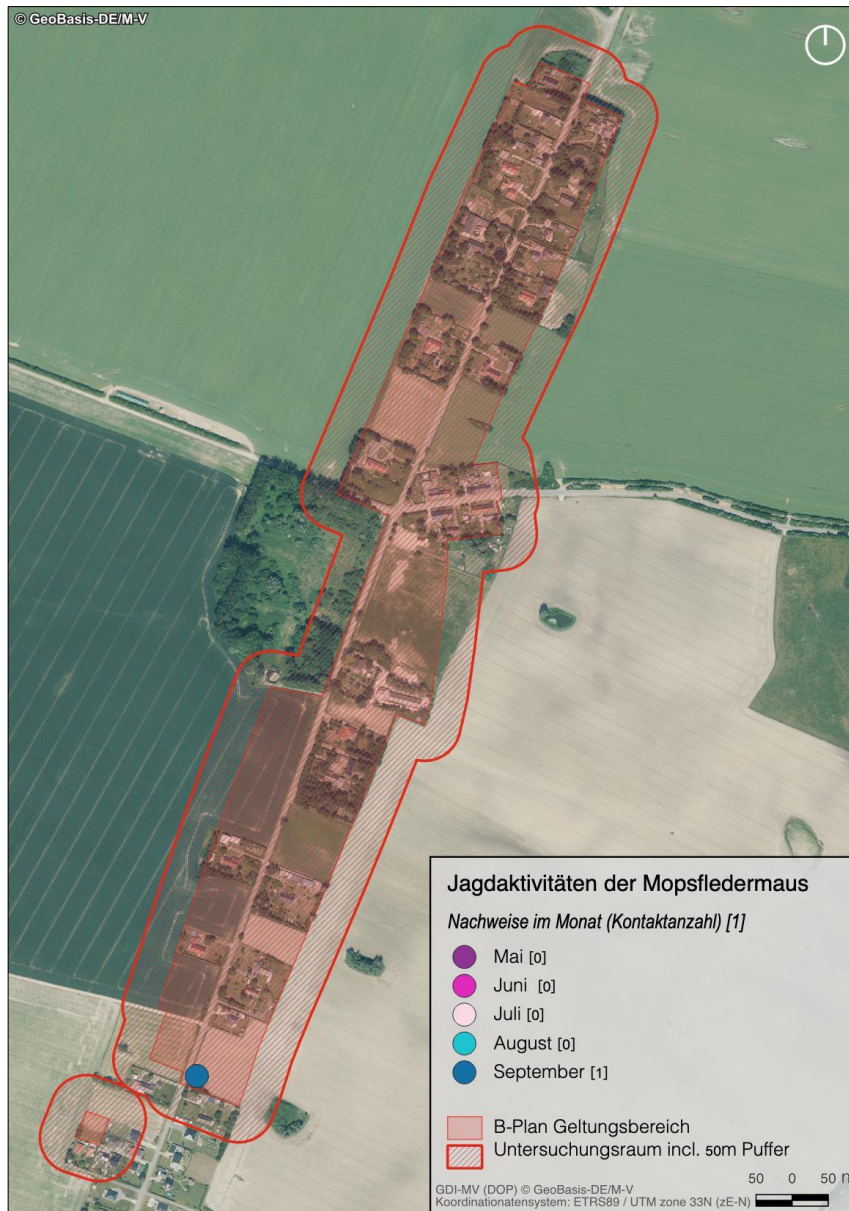 © GeoBasis-DE/M-V
Jagdaktivitäten der Mopsfledermaus
Nachweise im Monat (Kontaktanzahl) [1]
Mai [0]
Juni [0]
Juli [0]
August [0]
September [1]
B-Plan Geltungsbereich
Untersuchungsraum incl. 50m Puffer
GDI-MV (DOP) © GeoBasis-DE/M-V
Koordinatensystem: ETRS89 / UTM zone 33N (zE-N)
50 0 50 m